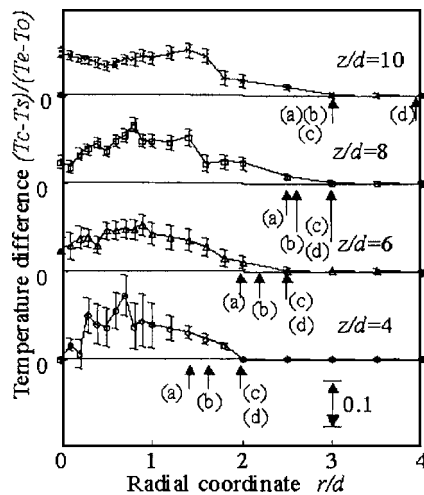 Temperature difference (Tc-Ts)/(Te-To)
z/d=10
0
(a) (b) (d)
(c)
z/d=8
0
(a) (c)
(b) (d)
z/d=6
0
(a) (b) (c)
(d)
z/d=4
0
(a) (b) (c)
(d)
0.1
0 1 2 3 4
Radial coordinate r/d